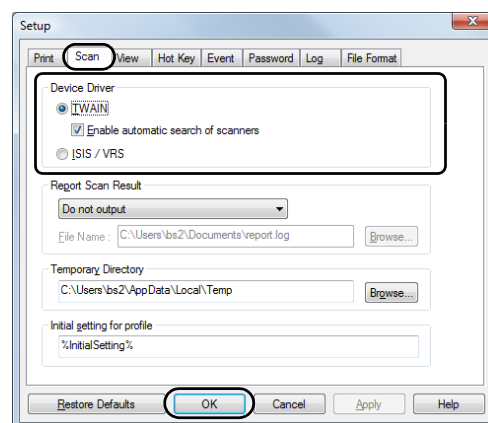 Setup
Print Scan View Hot Key Event Password Log File Format
Device Driver
TWAIN
Enable automatic search of scanners
ISIS / VRS
Report Scan Result
Do not output
File Name : C:\Users\bs2\Documents\report.log Browse...
Temporary Directory
C:\Users\bs2\AppData\Local\Temp Browse...
Initial setting for profile
%InitialSetting%
Restore Defaults OK Cancel Apply Help